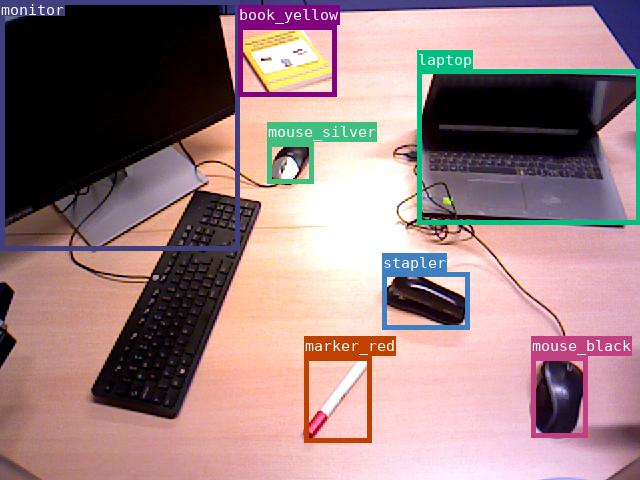 monitor
book_yellow
laptop
mouse_silver
stapler
marker_red
mouse_black